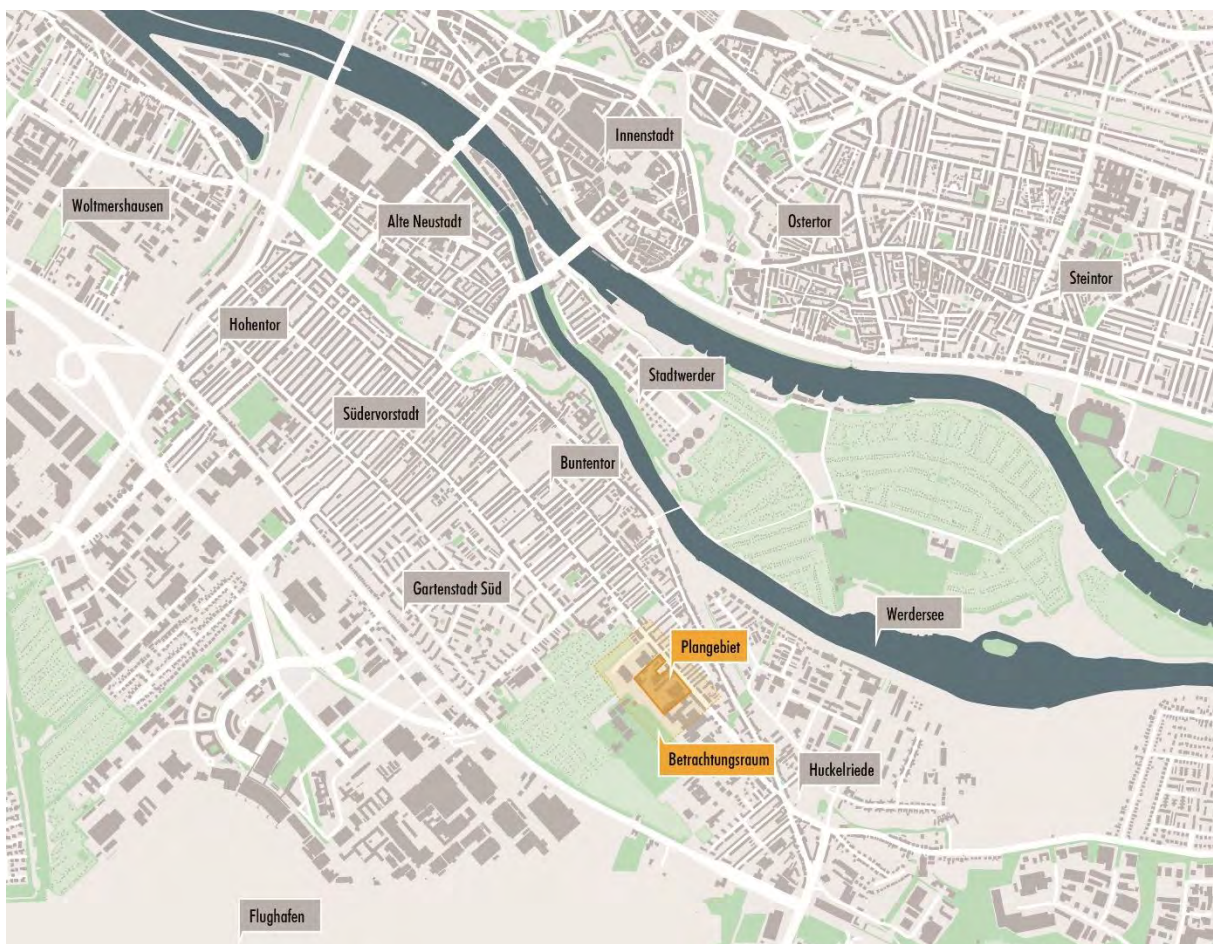 Innenstadt
Woltmershausen
Alte Neustadt
Ostertor
Steintor
Hohentor
Stadtwerder
Südervorstadt
Buntentor
Gartenstadt Süd
Werdersee
Plangebiet
Betrachtungsraum
Huckelriede
Flughafen